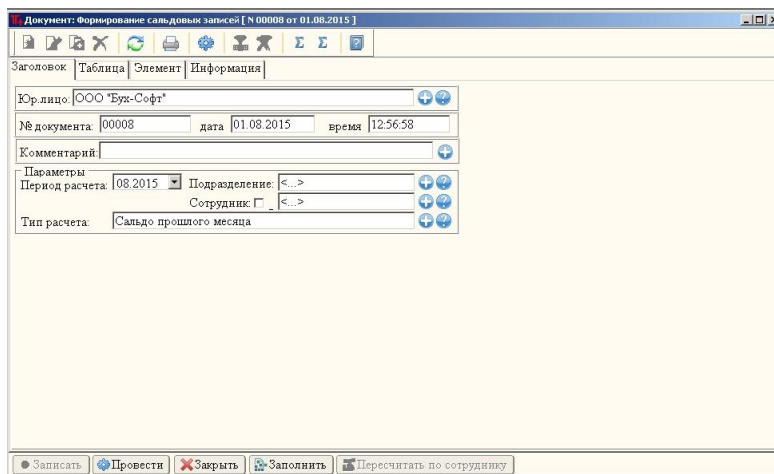 Документ: Формирование сальдовых записей [ N 00008 от 01.08.2015 ]
Σ Σ ?
Заголовок Таблица Элемент Информация
Юр.лицо: ООО "Бух-Софт"
№ документа: 00008 дата 01.08.2015 время 12:56:58
Комментарий:
Параметры
Период расчета: 08.2015 Подразделение: <...>
Сотрудник: _ <...>
Тип расчета: Сальдо прошлого месяца
Записать Провести Закрыть Заполнить Пересчитать по сотруднику